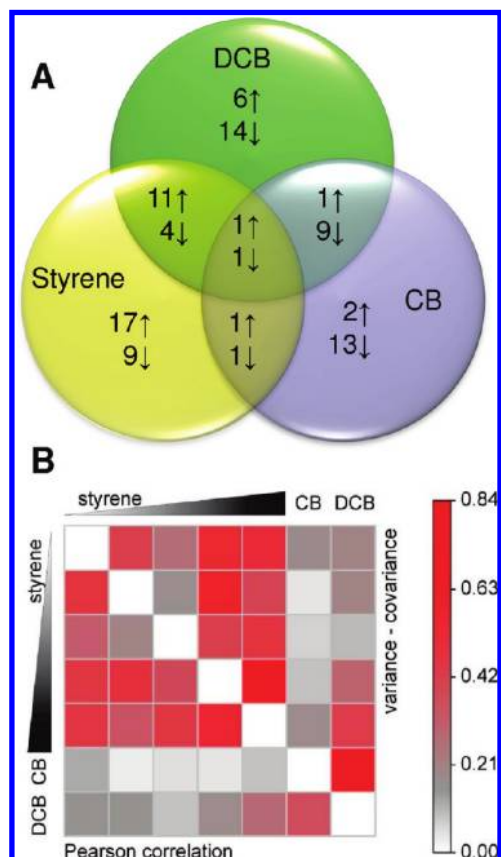 A
DCB
6↑
14↓
11↑
4↓
1↑
1↓
1↑
9↓
Styrene
17↑
9↓
1↑
1↓
CB
2↑
13↓
B
styrene
CB
DCB
styrene
CB
DCB
variance - covariance
0.84
0.63
0.42
0.21
0.00
Pearson correlation